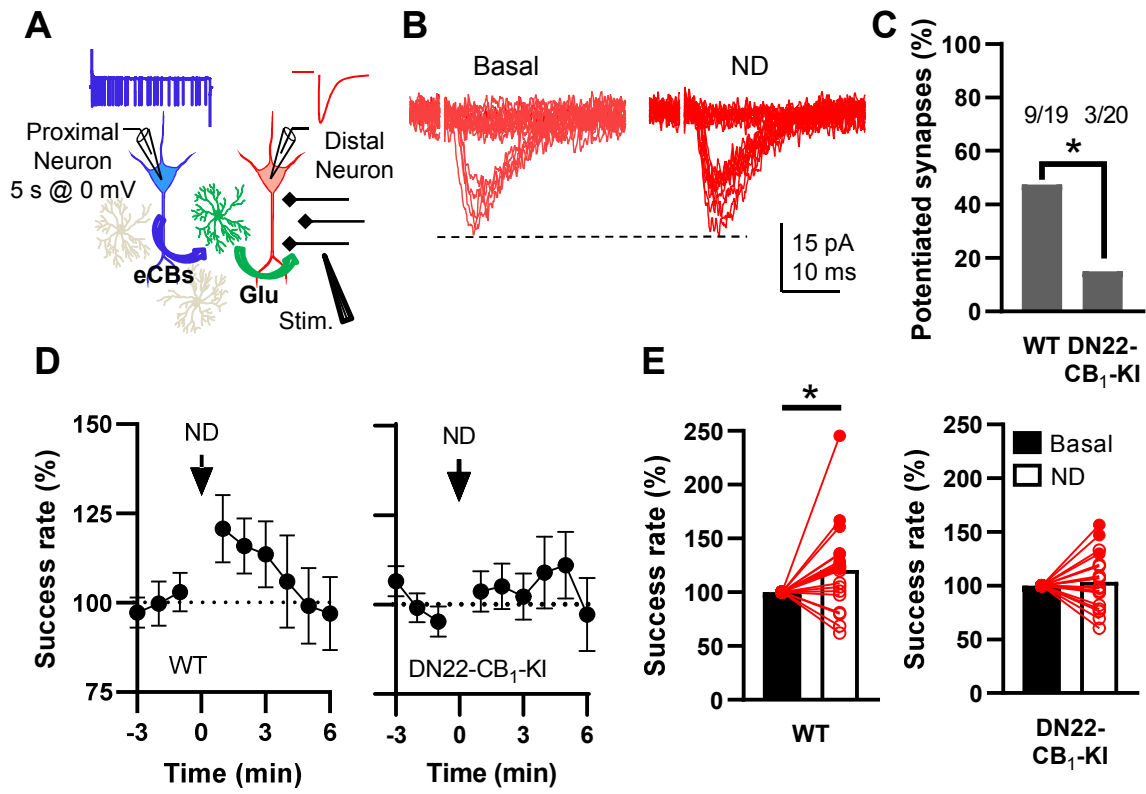 A
Proximal
Neuron
5 s @ 0 mV
Distal
Neuron
eCBs
Glu
Stim.
B
Basal
ND
15 pA
10 ms
C
Potentiated synapses (%)
100
80
60
40
20
0
9/19
3/20
*
WT
DN22-
CB₁-KI
D
Success rate (%)
150
125
100
75
ND
WT
-3
0
3
6
Time (min)
ND
DN22-CB₁-KI
-3
0
3
6
Time (min)
E
Success rate (%)
250
200
150
100
50
0
*
WT
Success rate (%)
250
200
150
100
50
0
Basal
ND
DN22-
CB₁-KI